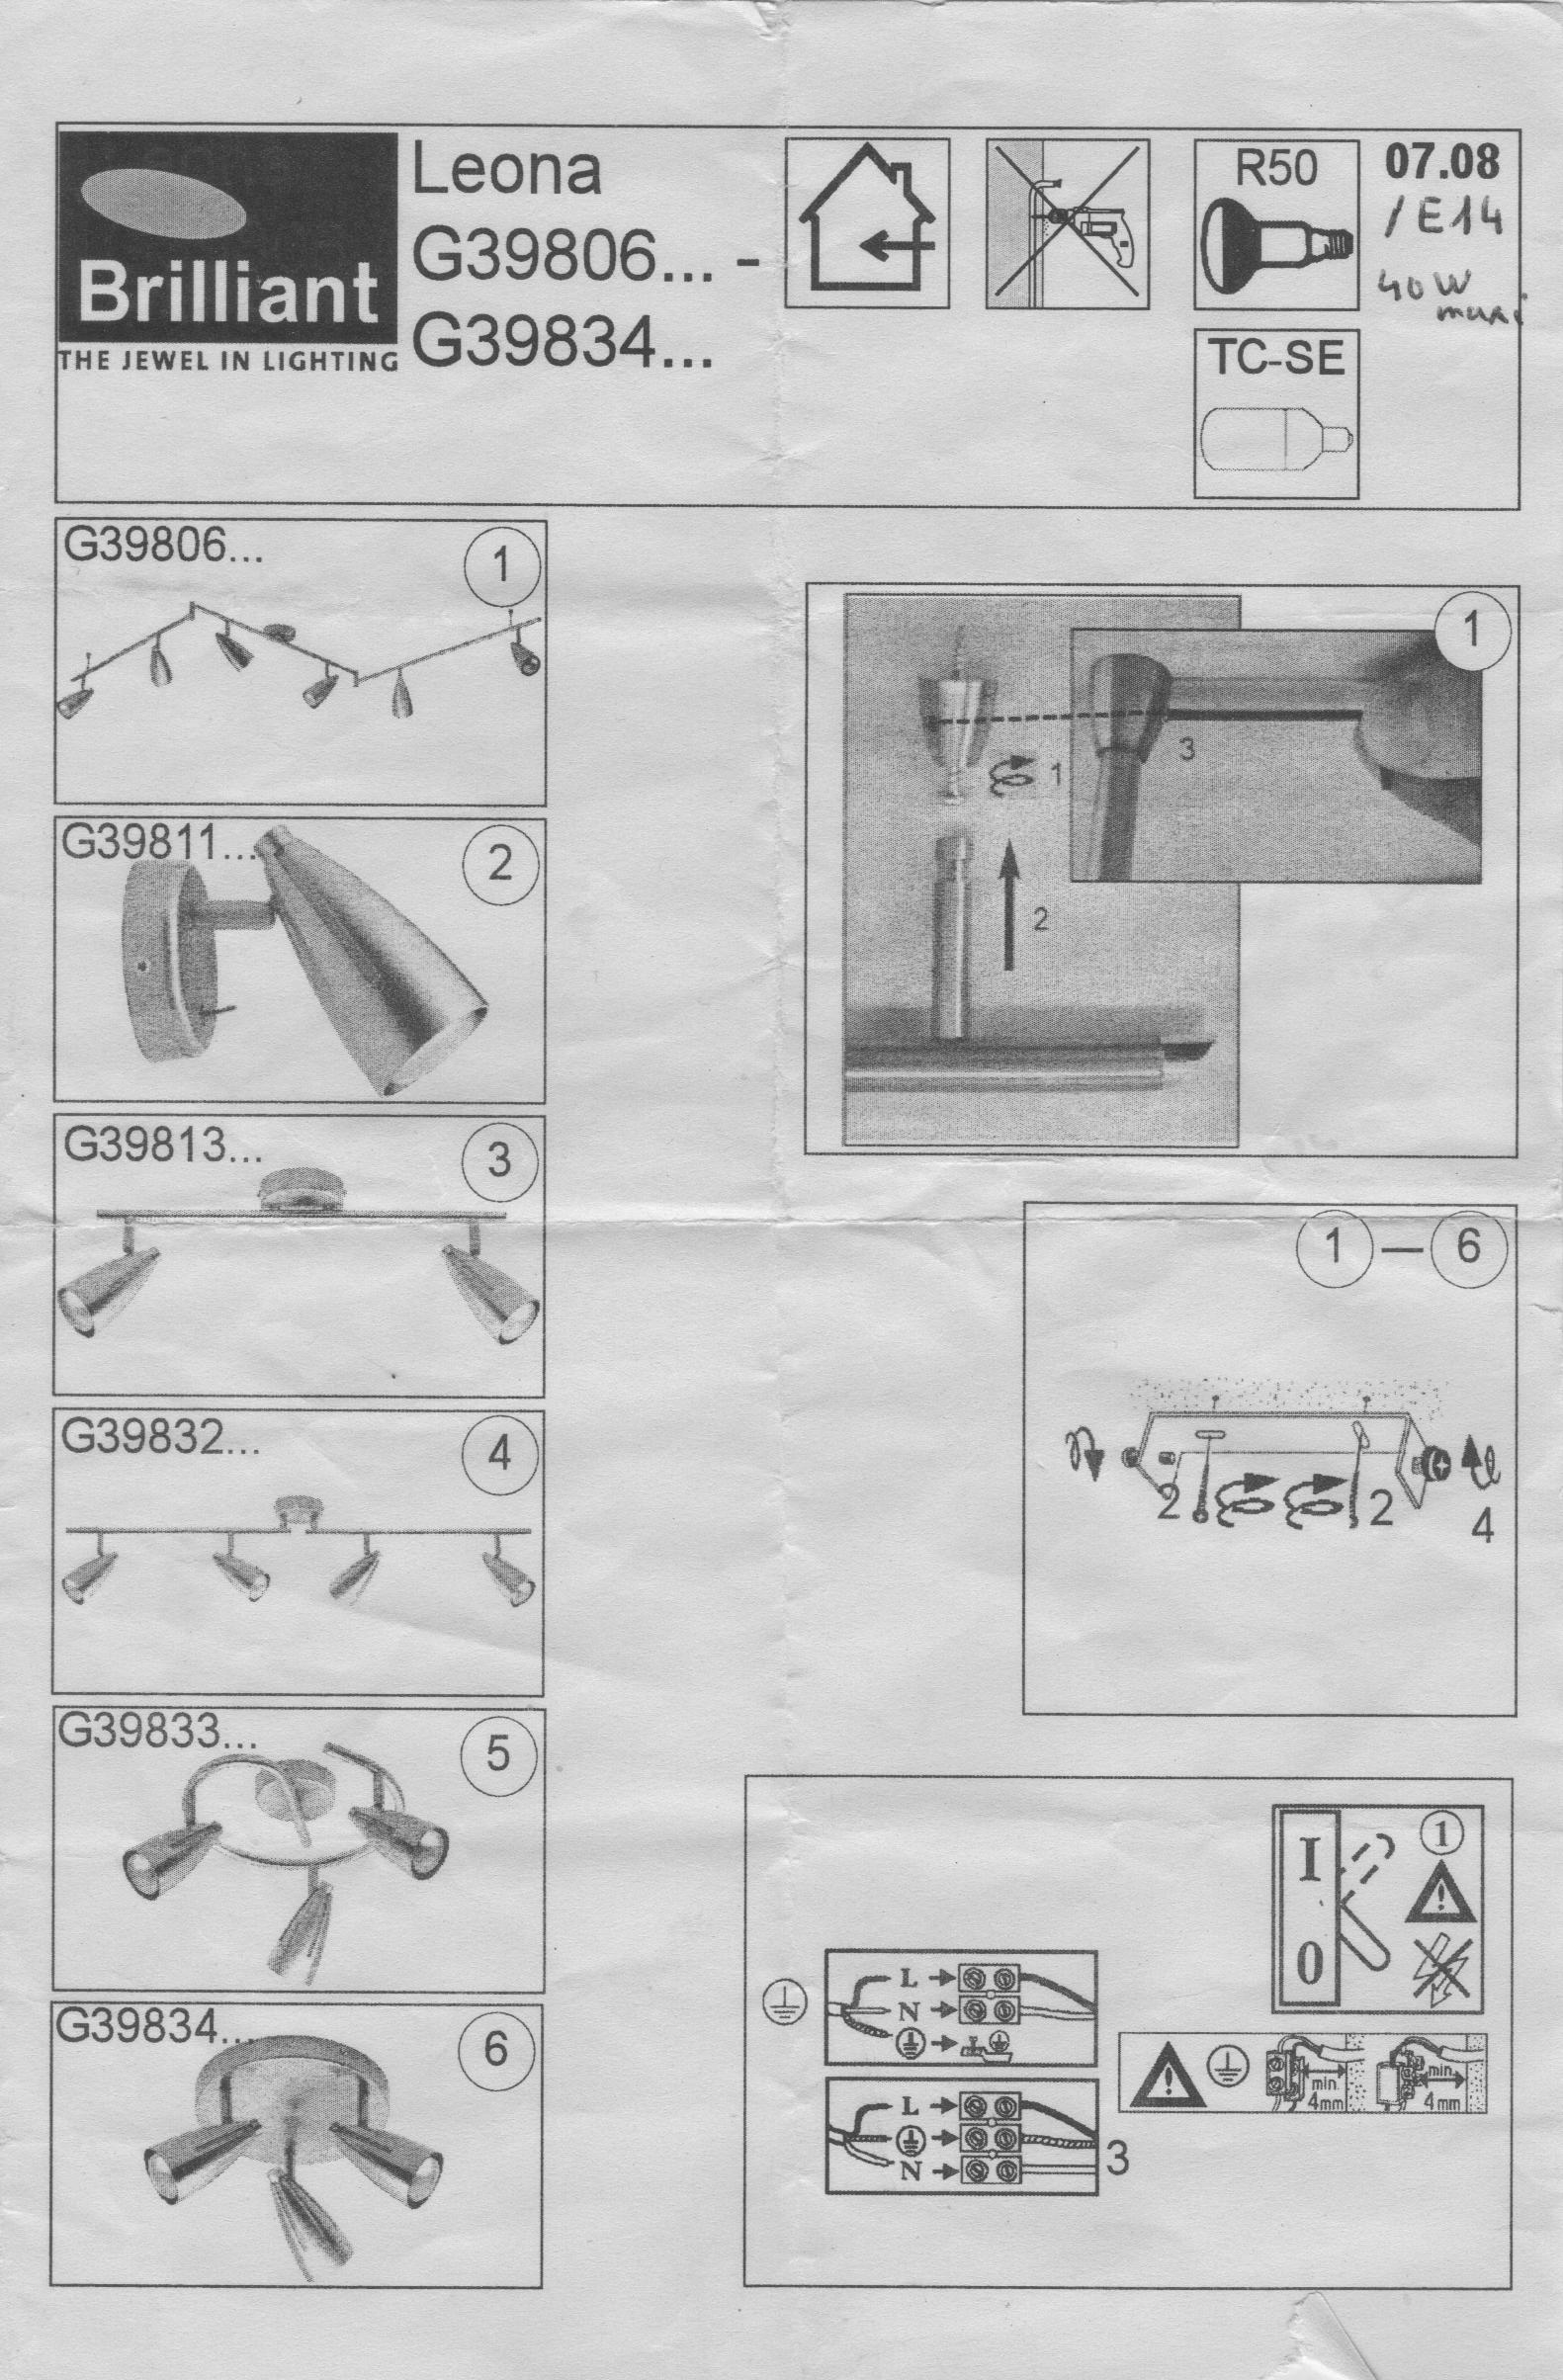 Brilliant
THE JEWEL IN LIGHTING
Leona
G39806... -
G39834...
R50
07.08
/ E14
40W
maxi
TC-SE
G39806...
1
G39811...
2
G39813...
3
G39832...
4
G39833...
5
G39834...
6
1
1
2
3
1 — 6
2
2
4
I
0
1
L
N
L
N
3
min.
4mm
min.
4mm